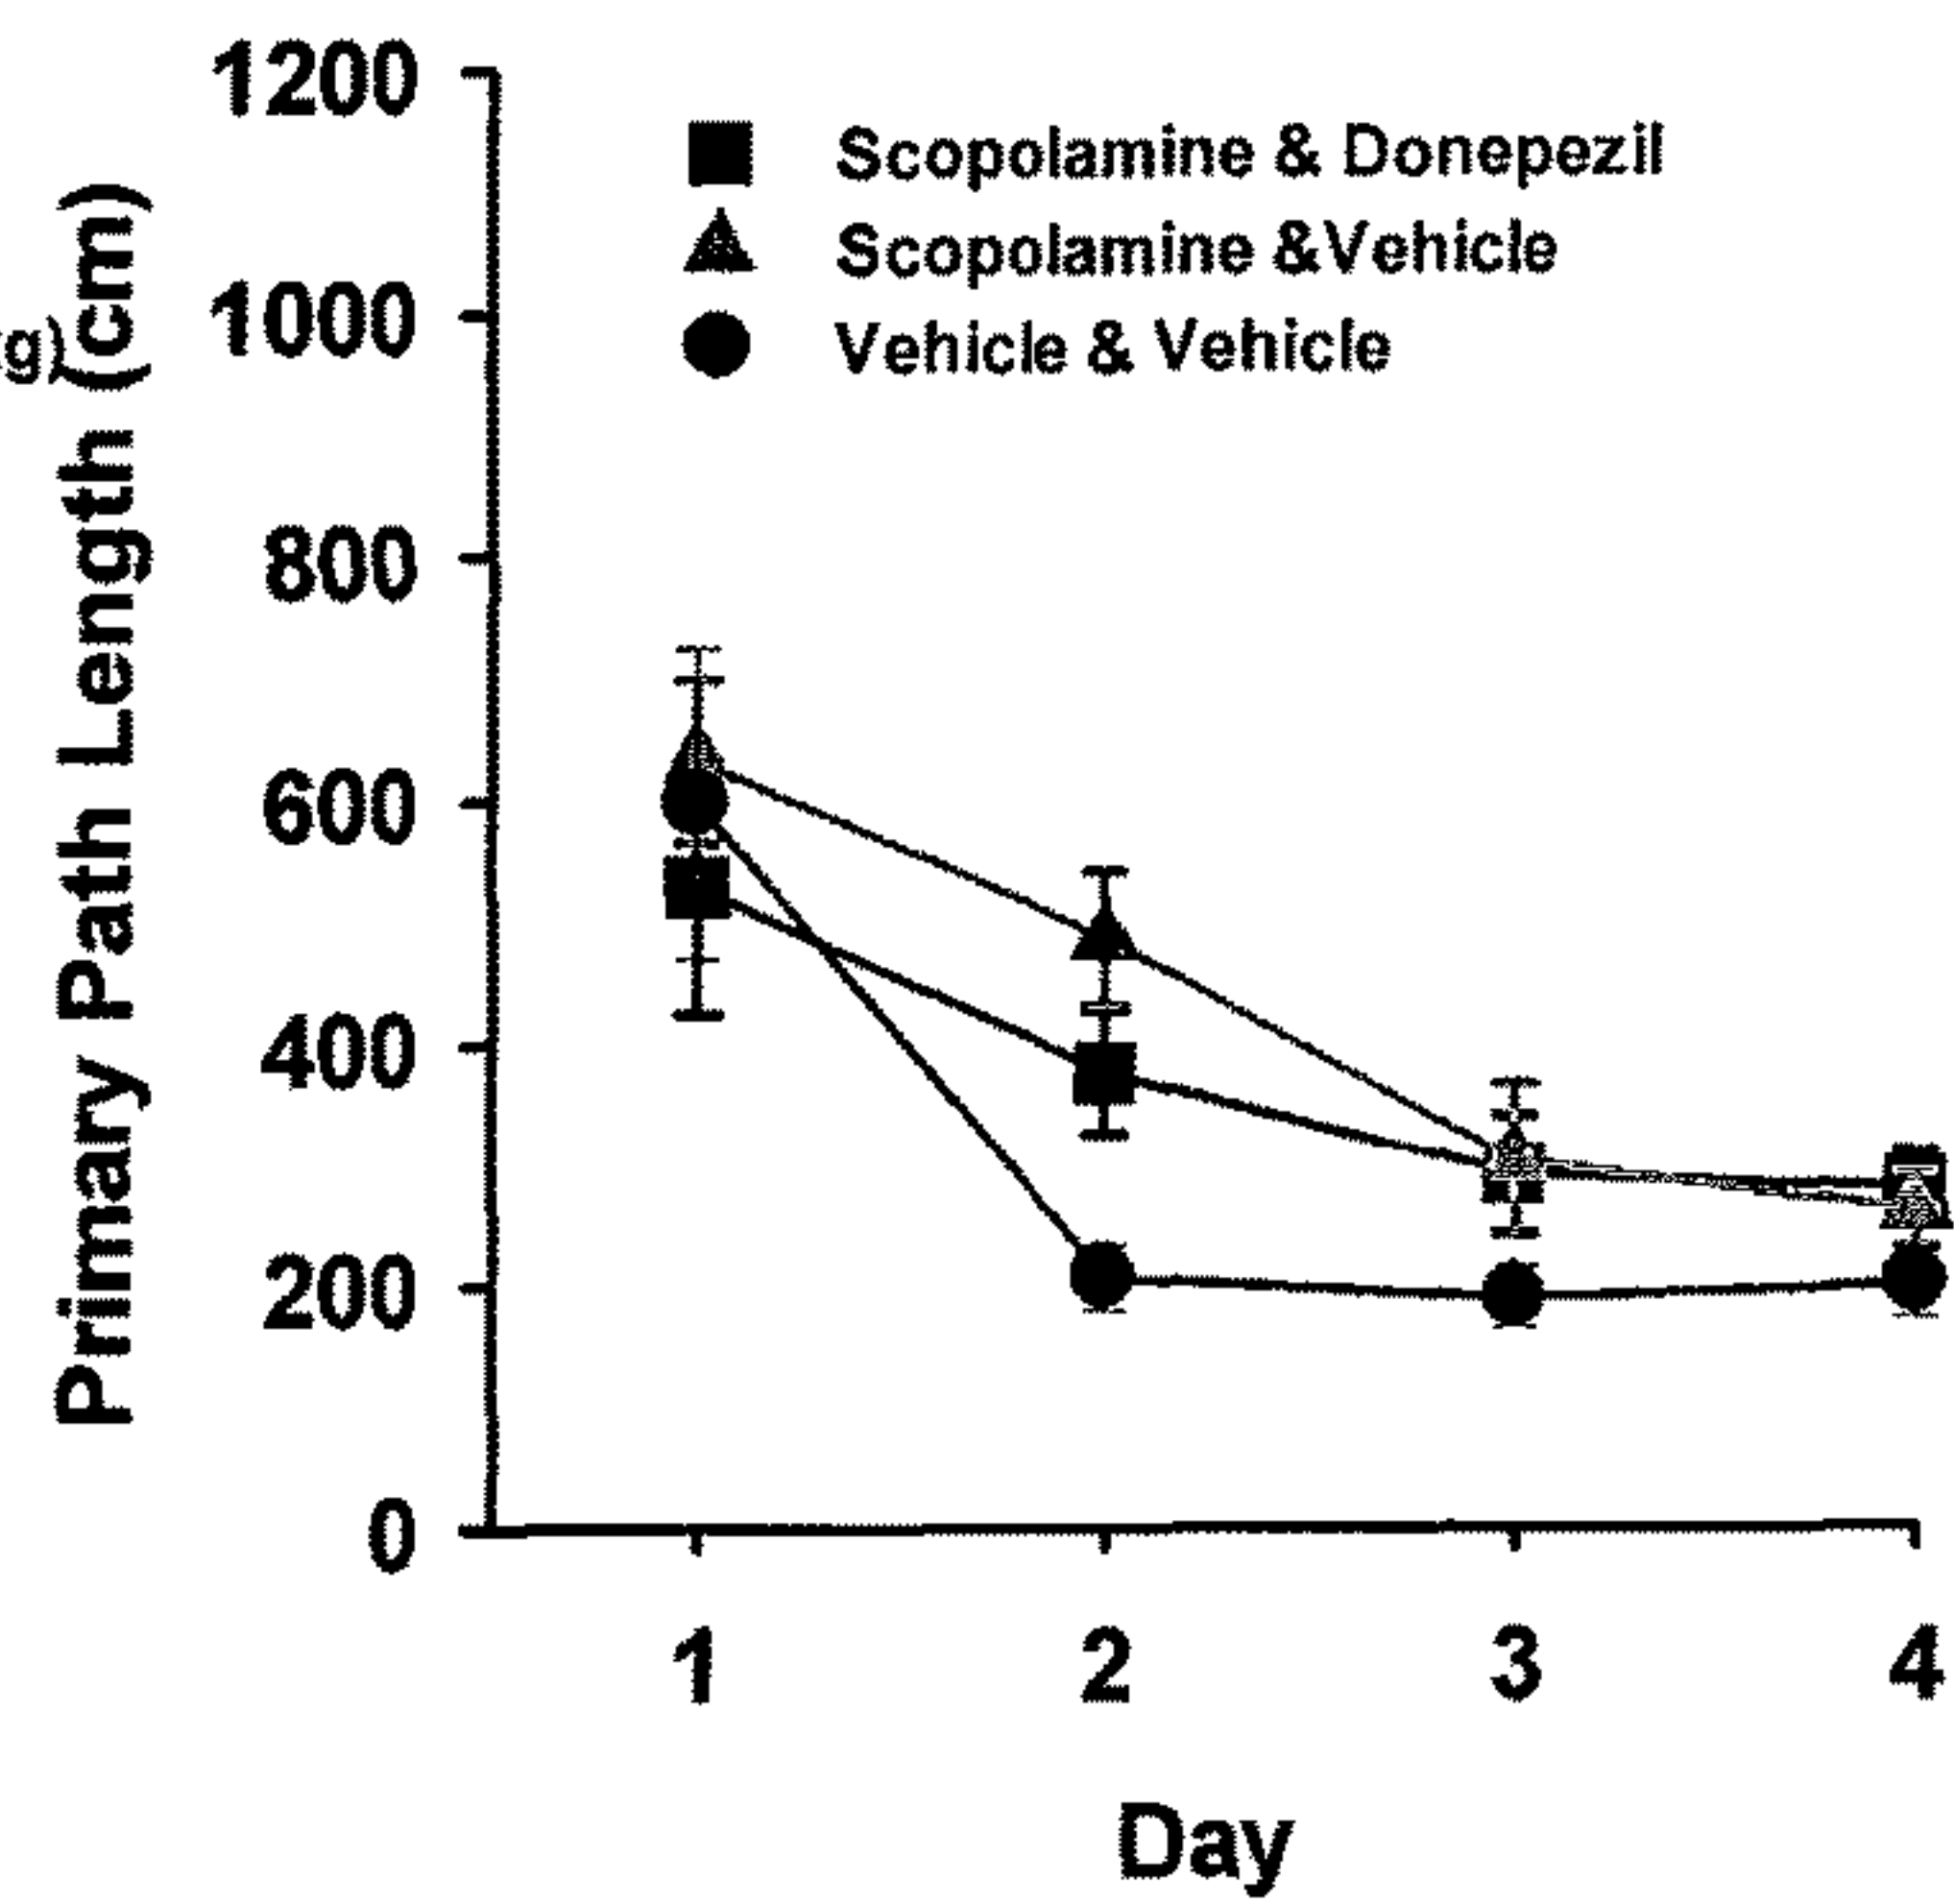 1200
1000
800
600
400
200
0
g)
Primary Path Length (cm)
Scopolamine & Donepezil
Scopolamine &Vehicle
Vehicle & Vehicle
1 2 3 4
Day